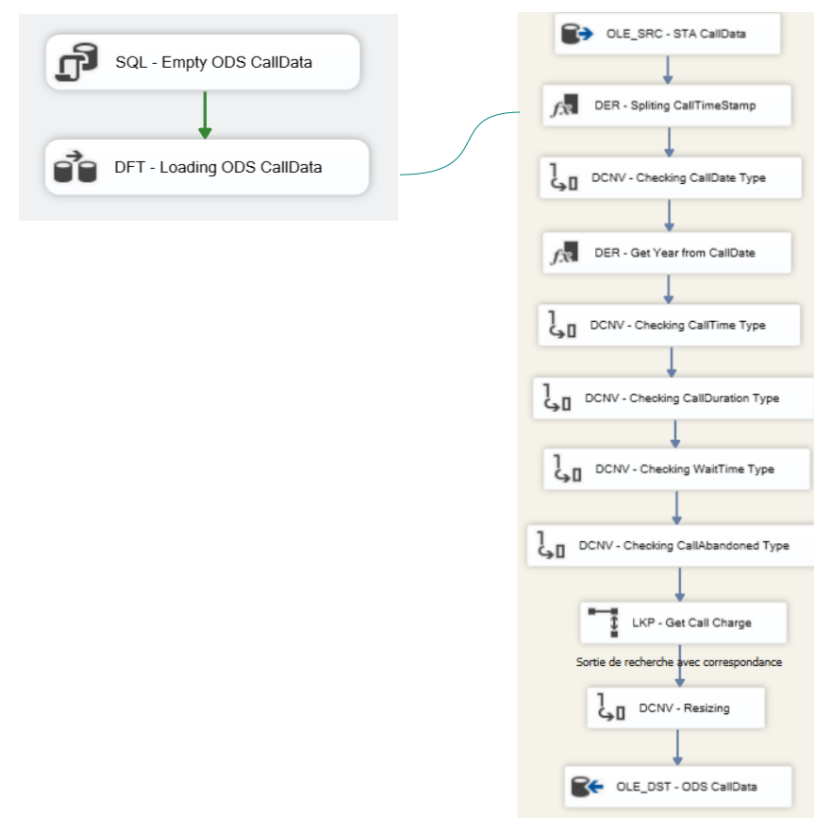 SQL - Empty ODS CallData
DFT - Loading ODS CallData
OLE_SRC - STA CallData
DER - Spliting CallTimeStamp
DCNV - Checking CallDate Type
DER - Get Year from CallDate
DCNV - Checking CallTime Type
DCNV - Checking CallDuration Type
DCNV - Checking WaitTime Type
DCNV - Checking CallAbandoned Type
LKP - Get Call Charge
Sortie de recherche avec correspondance
DCNV - Resizing
OLE_DST - ODS CallData